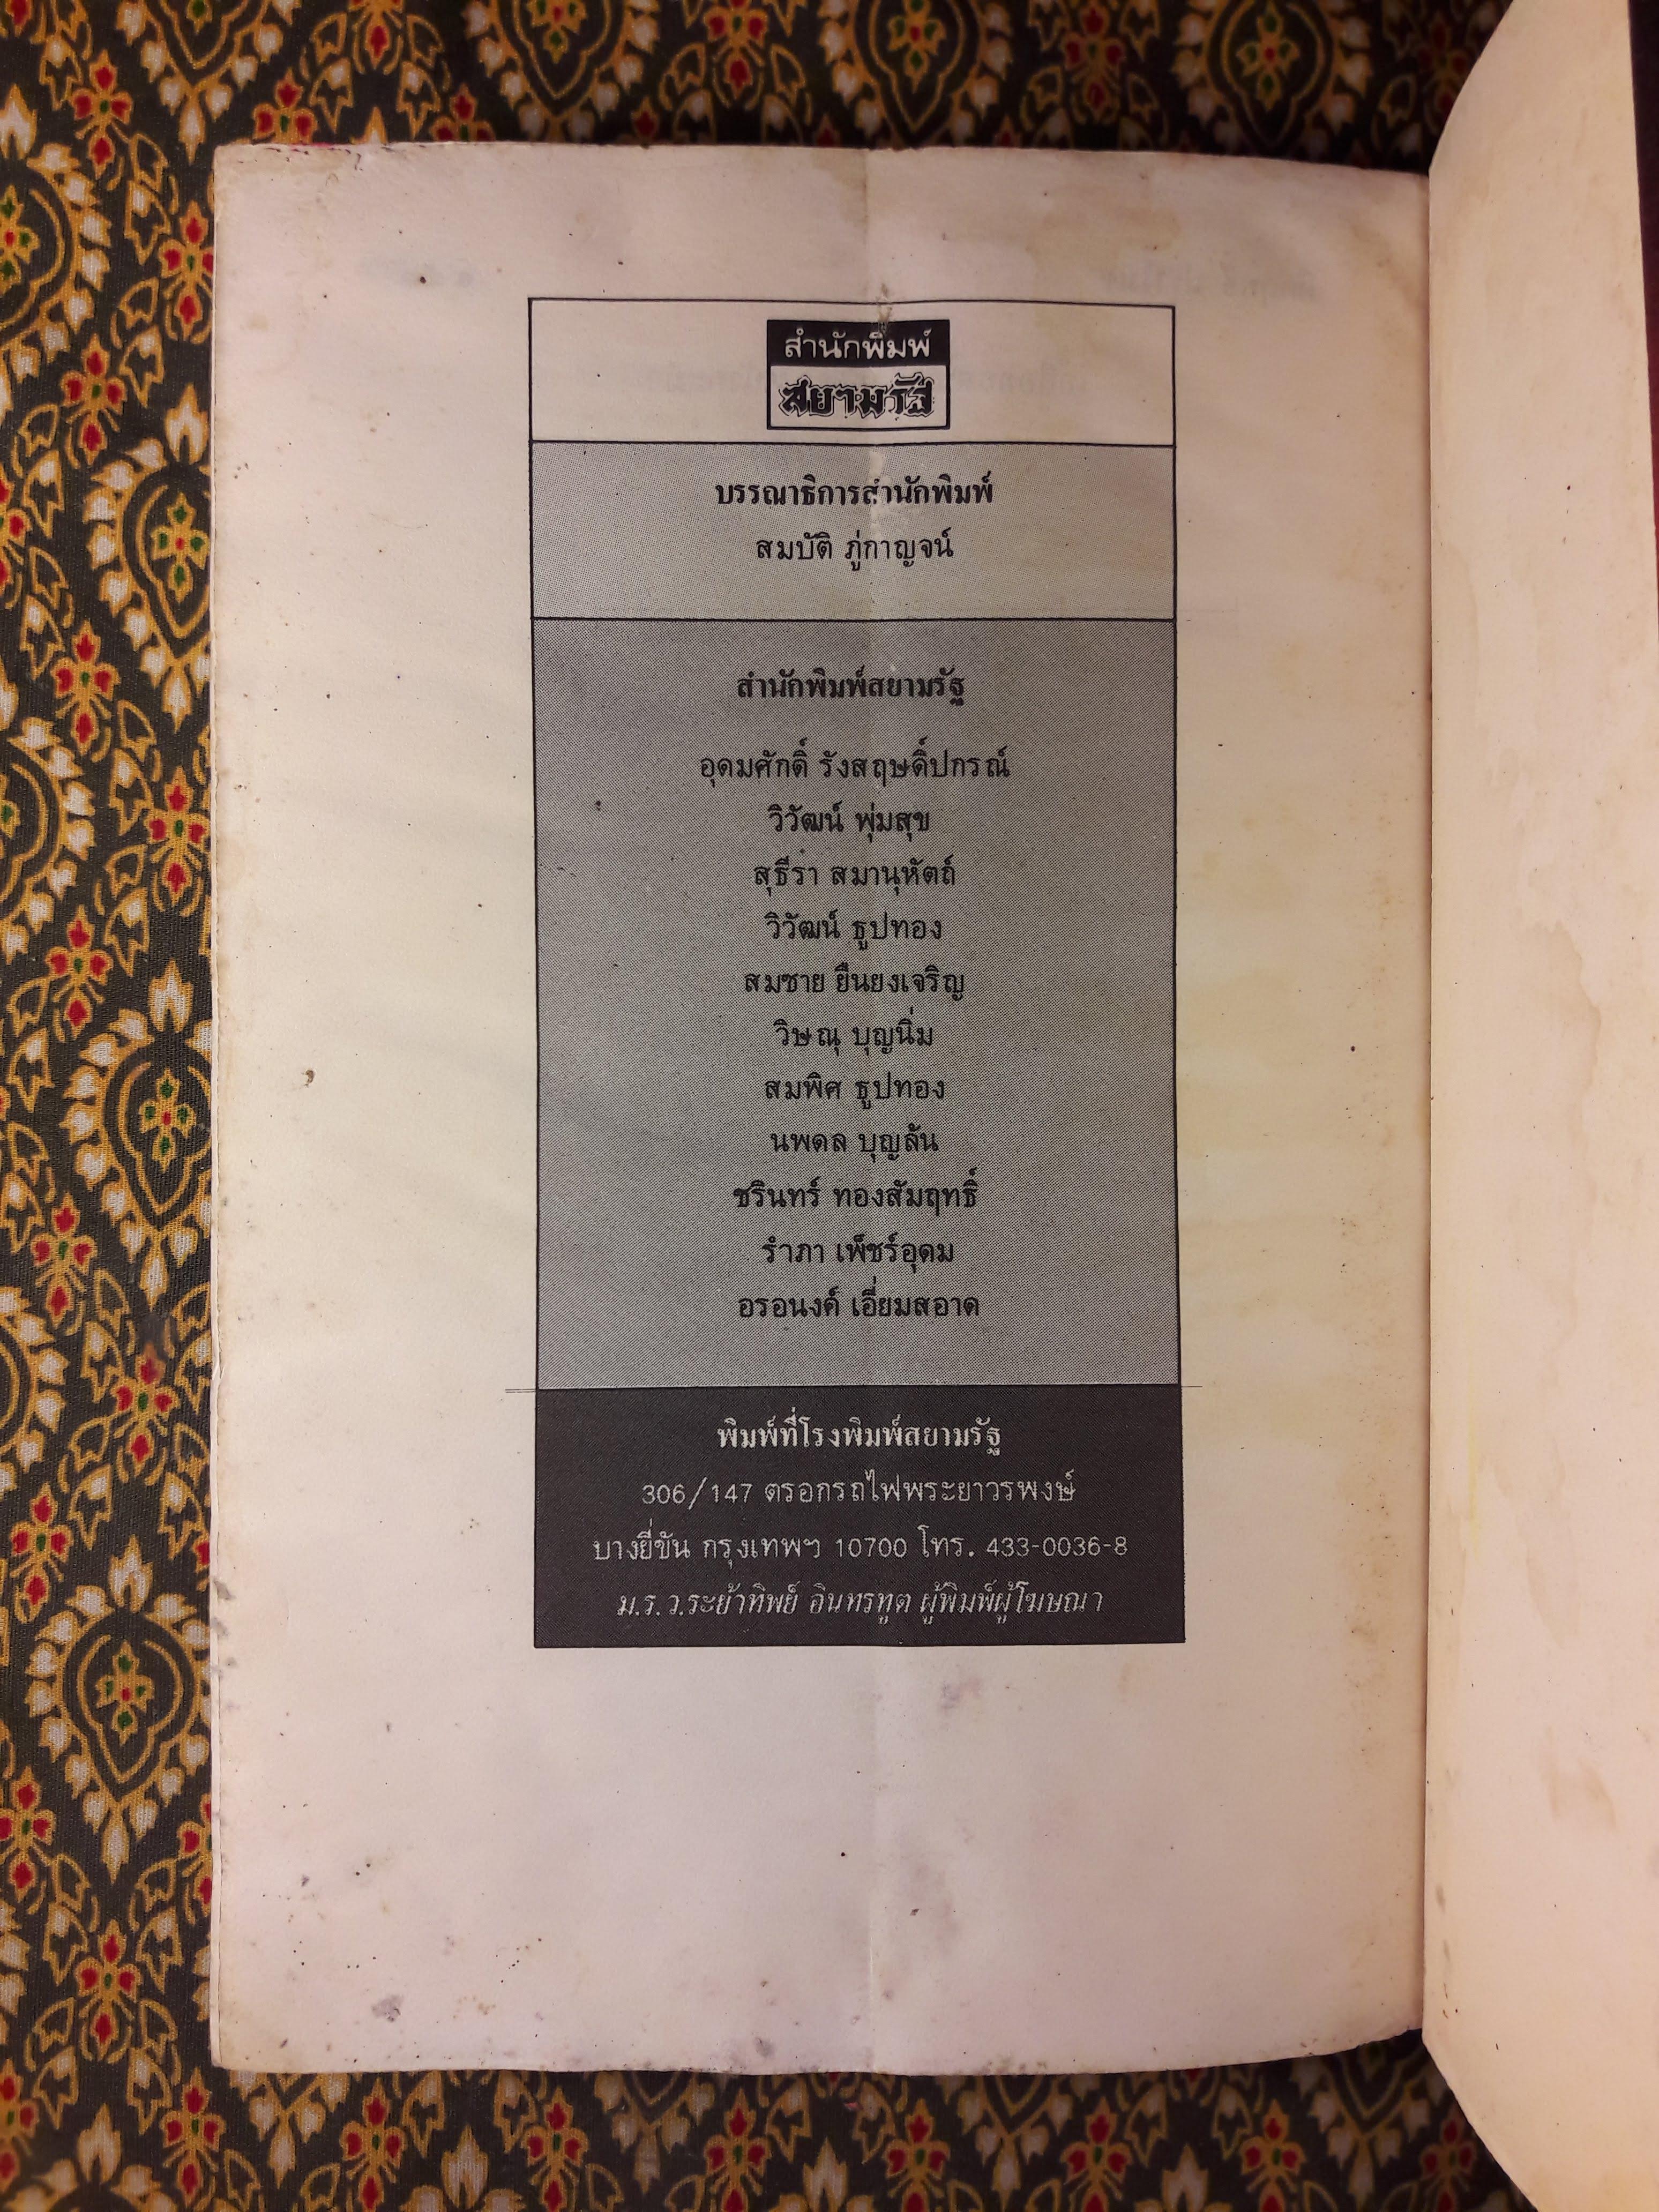 สำนักพิมพ์
สยามรัฐ
บรรณาธิการสำนักพิมพ์
สมบัติ ภู่กาญจน์
สำนักพิมพ์สยามรัฐ
อุดมศักดิ์ รังสฤษดิ์ปกรณ์
วิวัฒน์ พุ่มสุข
สุธีรา สมานุหัตถ์
วิวัฒน์ ธูปทอง
สมชาย ยืนยงเจริญ
วิษณุ บุญนิ่ม
สมพิศ ธูปทอง
นพดล บุญล้น
ชรินทร์ ทองสัมฤทธิ์
รำภา เพ็ชร์อุดม
อรอนงค์ เอี่ยมสอาด
พิมพ์ที่โรงพิมพ์สยามรัฐ
306/147 ตรอกรถไฟพระยาวรพงษ์
บางยี่ขัน กรุงเทพฯ 10700 โทร. 433-0036-8
ม.ร.ว.ระย้าทิพย์ อินทรทูต ผู้พิมพ์ผู้โฆษณา